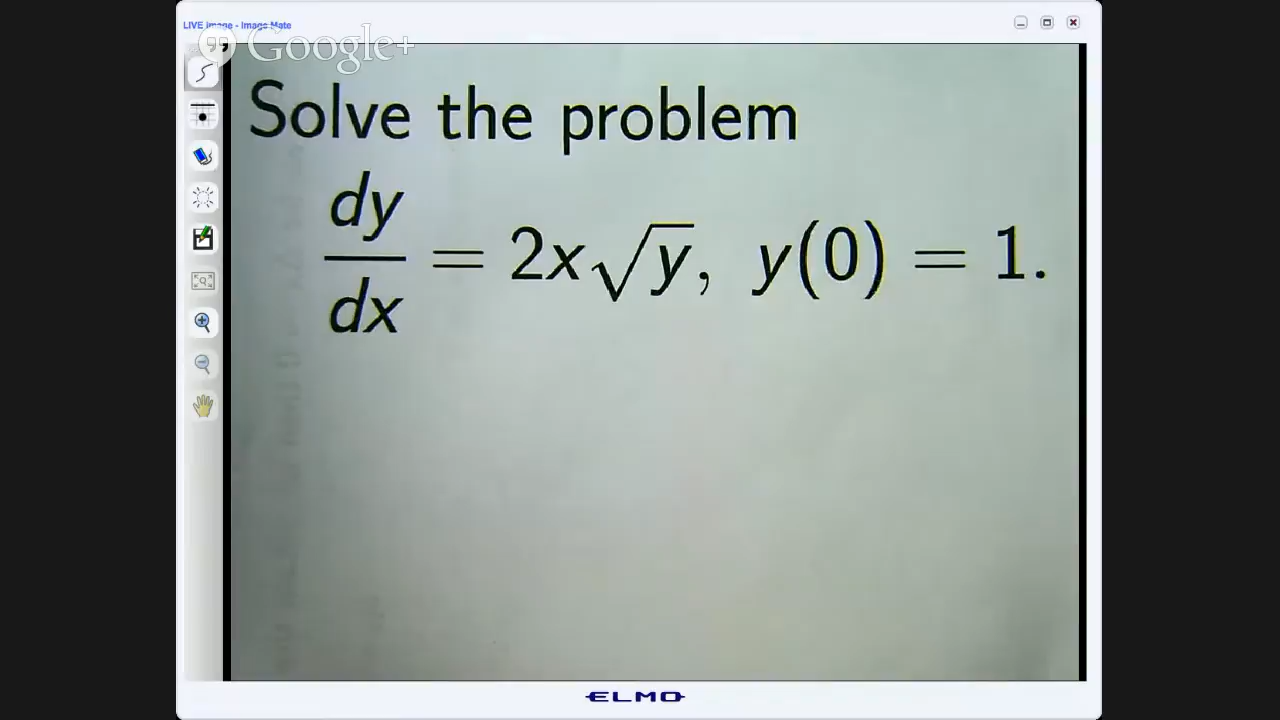 LIVE image - Image Mate
Google+
Solve the problem
dy/dx = 2x√y, y(0) = 1.
ELMO